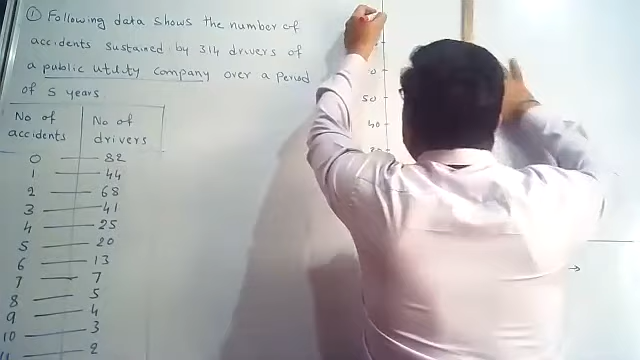 ① Following data shows the number of
accidents sustained by 314 drivers of
a public utility company over a period
of 5 years.
No of accidents | No of drivers
0 — 82
1 — 44
2 — 68
3 — 41
4 — 25
5 — 20
6 — 13
7 — 7
8 — 5
9 — 4
10 — 3
11 — 2
50
40